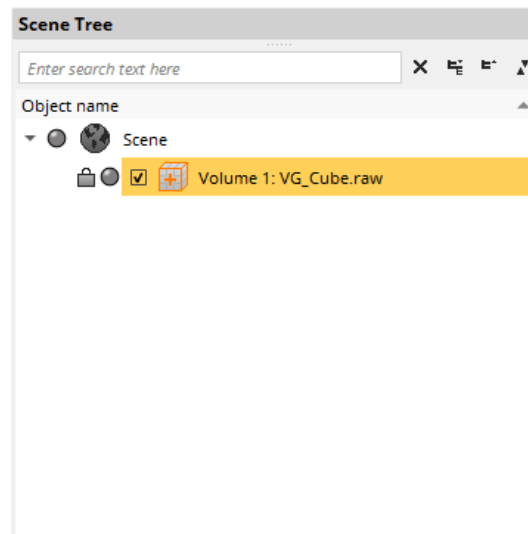 Scene Tree
Enter search text here
Object name
Scene
Volume 1: VG_Cube.raw